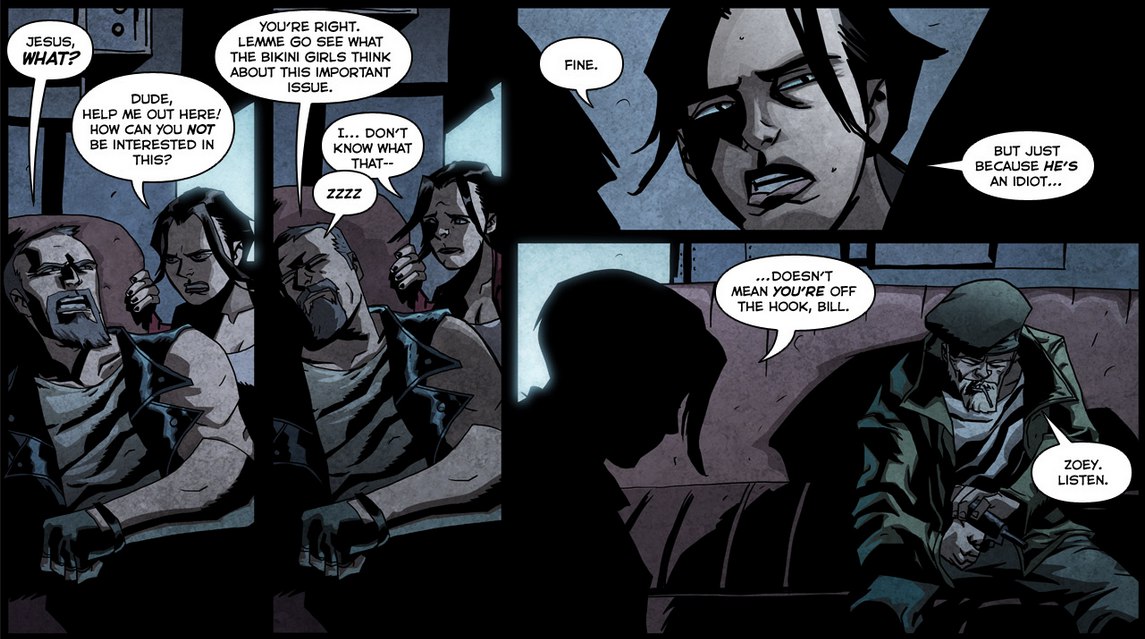 JESUS,
WHAT?
DUDE,
HELP ME OUT HERE!
HOW CAN YOU NOT
BE INTERESTED IN
THIS?
YOU'RE RIGHT.
LEMME GO SEE WHAT
THE BIKINI GIRLS THINK
ABOUT THIS IMPORTANT
ISSUE.
I... DON'T
KNOW WHAT
THAT--
ZZZZ
FINE.
BUT JUST
BECAUSE HE'S
AN IDIOT...
...DOESN'T
MEAN YOU'RE OFF
THE HOOK, BILL.
ZOEY.
LISTEN.